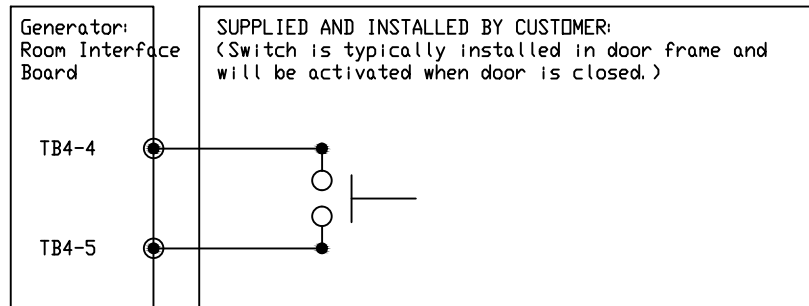 Generator:
Room Interface
Board
SUPPLIED AND INSTALLED BY CUSTOMER:
(Switch is typically installed in door frame and
will be activated when door is closed.)
TB4-4
TB4-5